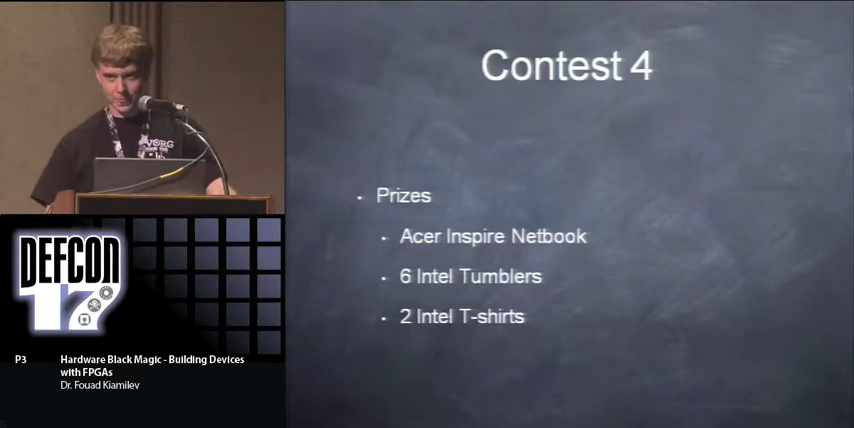 Contest 4
Prizes
Acer Inspire Netbook
6 Intel Tumblers
2 Intel T-shirts
VORG
DEFCON
17
P3 Hardware Black Magic - Building Devices
with FPGAs
Dr. Fouad Kiamilev